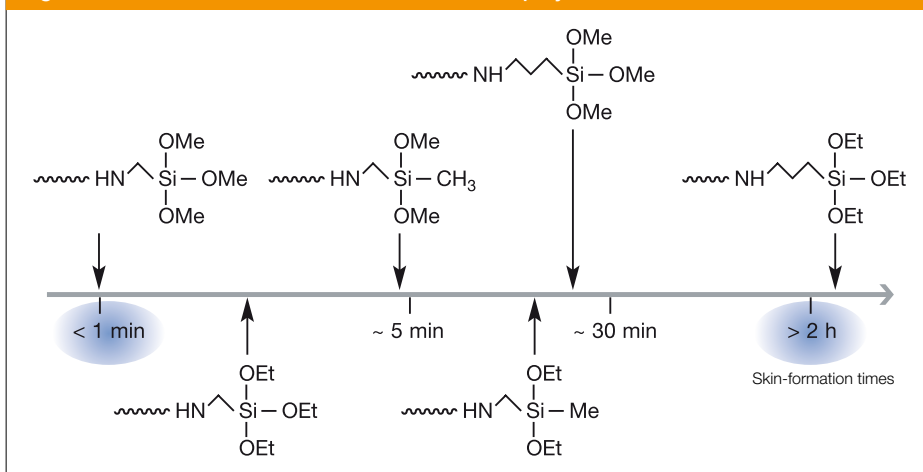 OMe
NH Si – OMe
OMe
OMe
HN Si – OMe
OMe
OMe
HN Si – CH3
OMe
OEt
NH Si – OEt
OEt
< 1 min
~ 5 min
~ 30 min
> 2 h
Skin-formation times
OEt
HN Si – OEt
OEt
OEt
HN Si – Me
OEt